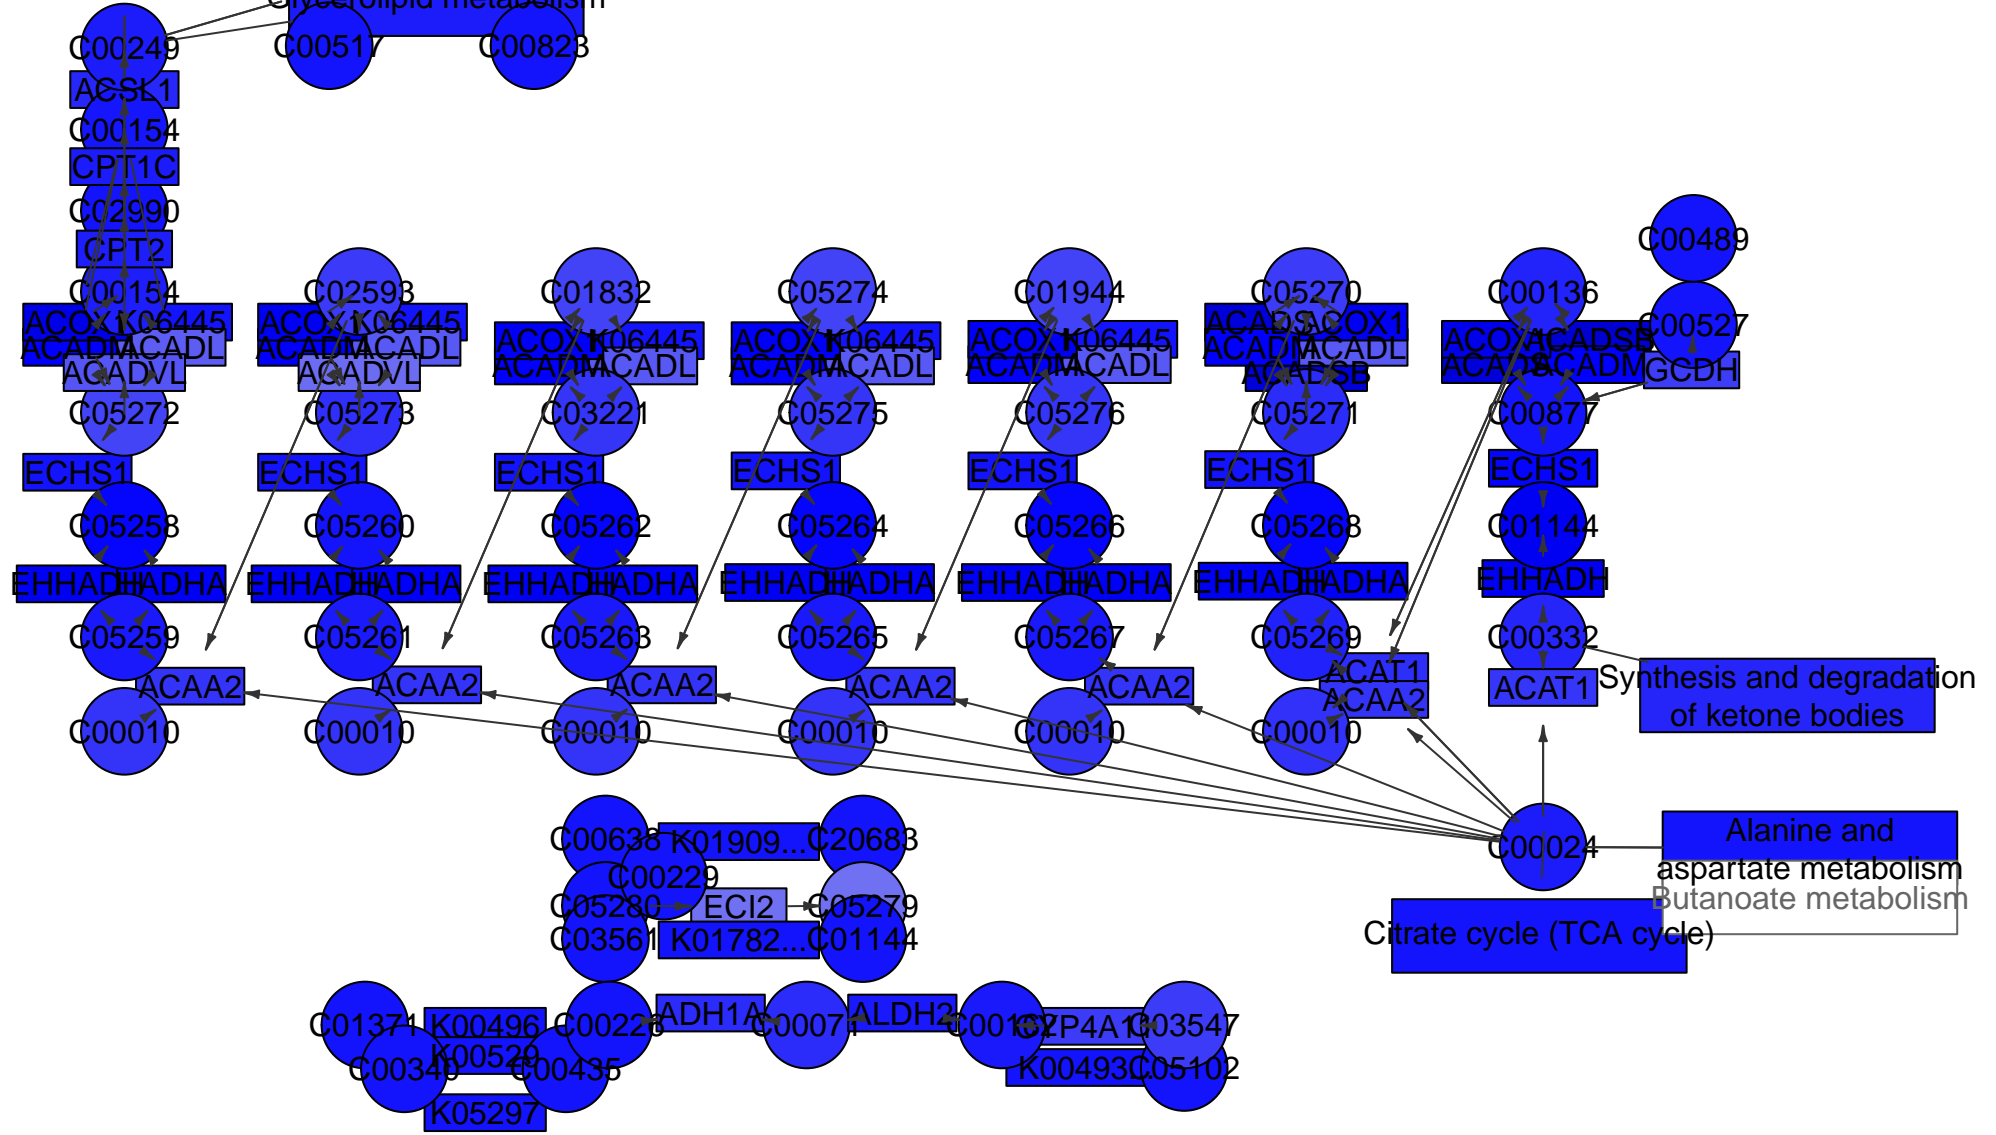 Glycerolipid metabolism
C00249
C00517
C00823
ACSL1
C00154
CPT1C
C02990
CPT2
C00154
C02593
C01832
C05274
C01944
C05270
C00136
C00489
C00527
ACOX1
K06445
ACADM
ACADL
ACADVL
ACOX1
K06445
ACADM
ACADL
ACADVL
ACOX1
K06445
ACADM
ACADL
ACOX1
K06445
ACADM
ACADL
ACOX1
K06445
ACADM
ACADL
ACADS
ACOX1
ACADM
ACADL
ACADSB
ACOX1
ACADSB
ACADS
ACADM
GCDH
C05272
C05273
C03221
C05275
C05276
C05271
C00877
ECHS1
ECHS1
ECHS1
ECHS1
ECHS1
ECHS1
ECHS1
C05258
C05260
C05262
C05264
C05266
C05268
C01144
EHHADH
HADHA
EHHADH
HADHA
EHHADH
HADHA
EHHADH
HADHA
EHHADH
HADHA
EHHADH
HADHA
EHHADH
C05259
C05261
C05263
C05265
C05267
C05269
C00332
ACAA2
ACAA2
ACAA2
ACAA2
ACAA2
ACAT1
ACAA2
ACAT1
Synthesis and degradation
of ketone bodies
C00010
C00010
C00010
C00010
C00010
C00010
C00638
K01909...
C20683
C00229
C05280
ECI2
C05279
C03561
K01782...
C01144
C00024
Alanine and
aspartate metabolism
Butanoate metabolism
Citrate cycle (TCA cycle)
C01371
K00496
C00226
ADH1A
C00071
ALDH2
C00162
CYP4A11
C03547
K00529
C00340
C00435
K00493...
C05102
K05297